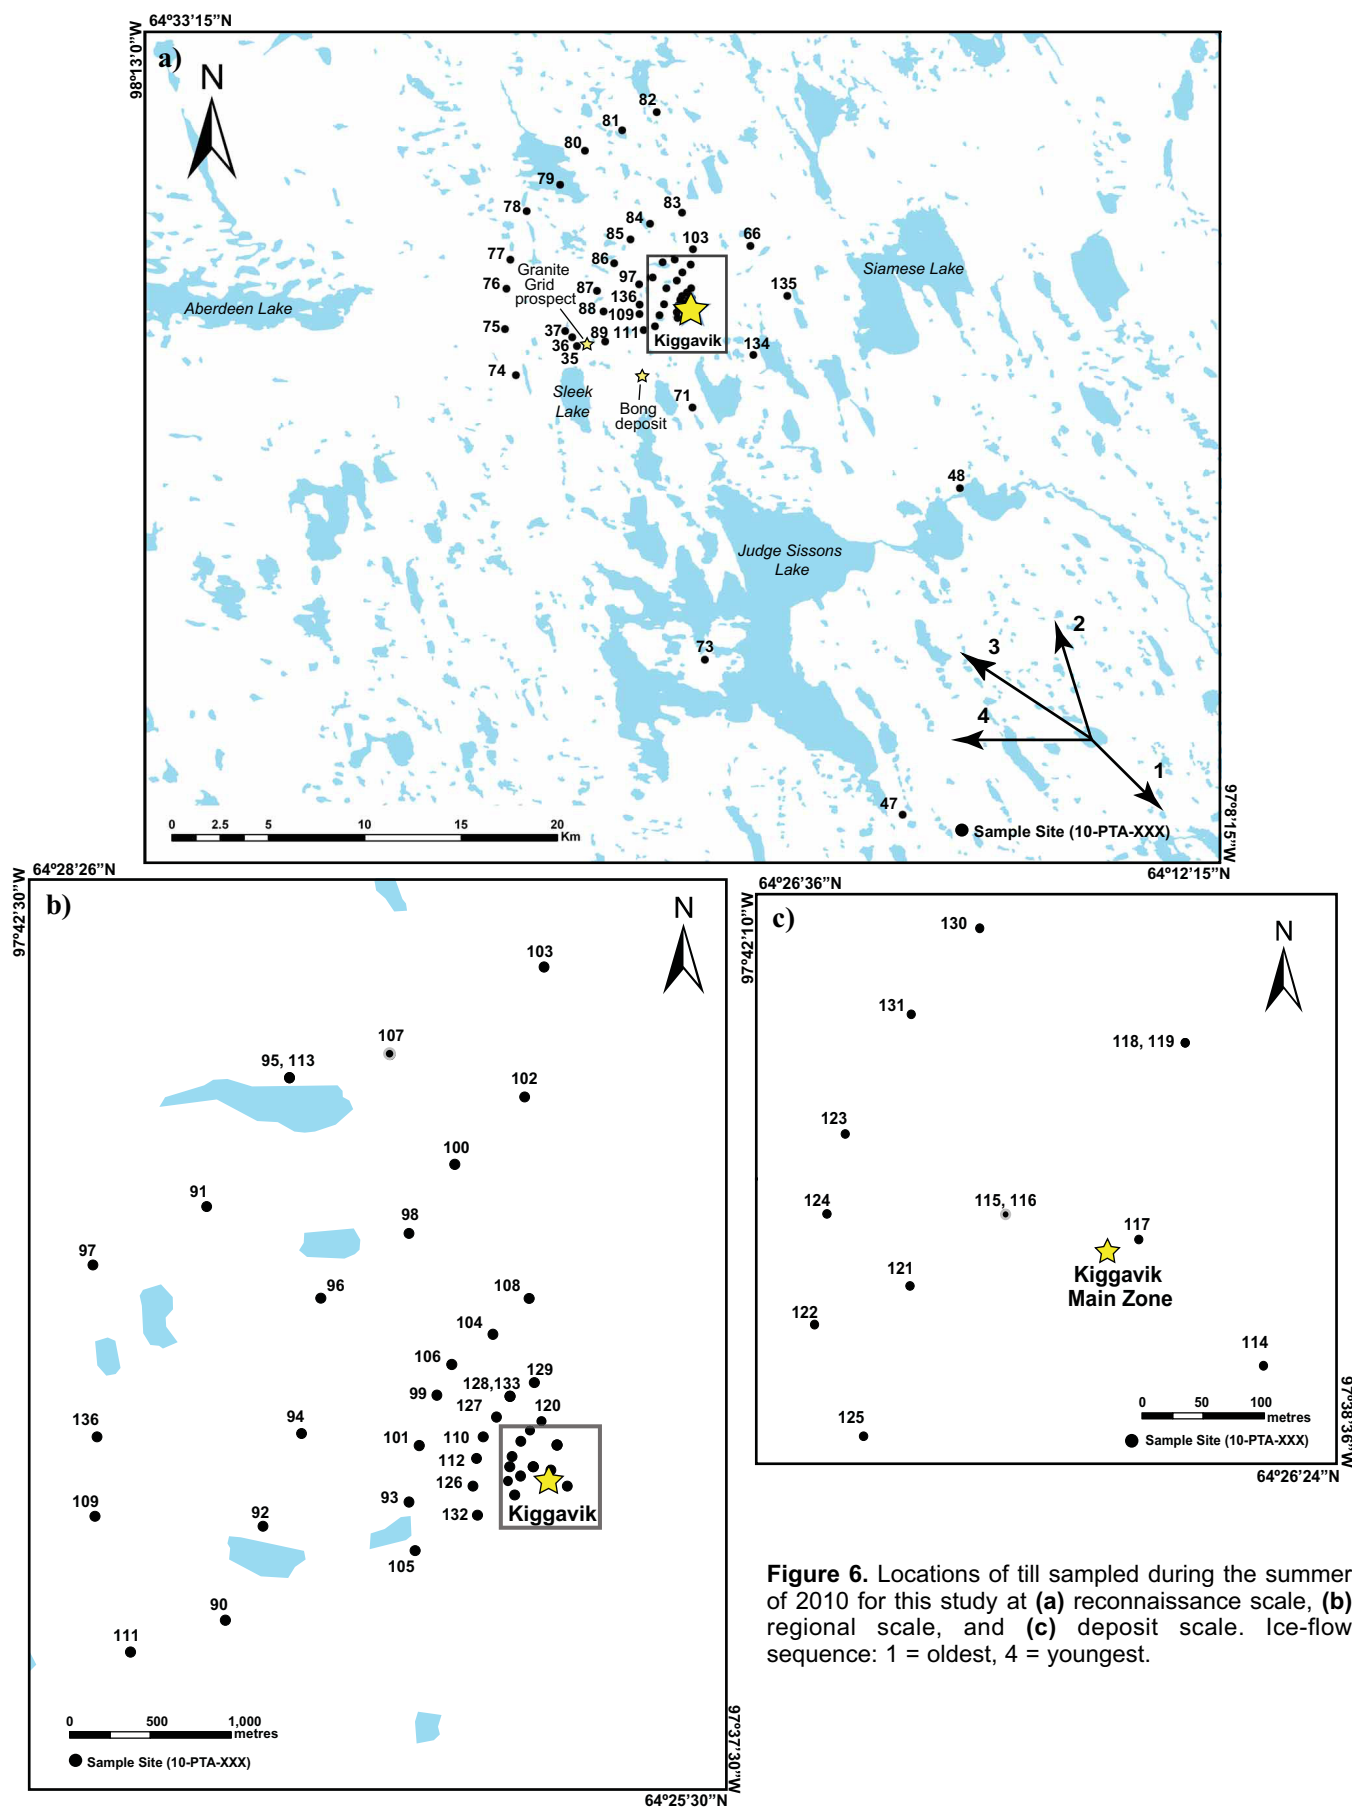 64º33'15"N
98º13'0"W
a)
N
82
81
80
79
78
83
84
85
103
66
77
86
Granite
Grid
prospect
97
Siamese Lake
76
87
135
136
Aberdeen Lake
88
109
75
37
89
111
Kiggavik
36
134
35
74
Sleek
Lake
71
Bong
deposit
48
Judge Sissons
Lake
2
3
73
4
1
47
0 2.5 5 10 15 20
Km
Sample Site (10-PTA-XXX)
97º8'15"W
64º12'15"N
64º28'26"N
97º42'30"W
b)
N
103
107
95, 113
102
100
91
98
97
96
108
104
106
129
99
128,133
127
120
136
94
101
110
112
126
93
109
92
132
Kiggavik
105
90
111
0 500 1,000
metres
Sample Site (10-PTA-XXX)
97º37'30"W
64º25'30"N
64º26'36"N
97º42'10"W
c)
N
130
131
118, 119
123
124
115, 116
117
121
Kiggavik
Main Zone
122
114
125
0 50 100
metres
Sample Site (10-PTA-XXX)
97º38'36"W
64º26'24"N
Figure 6. Locations of till sampled during the summer
of 2010 for this study at (a) reconnaissance scale, (b)
regional scale, and (c) deposit scale. Ice-flow
sequence: 1 = oldest, 4 = youngest.